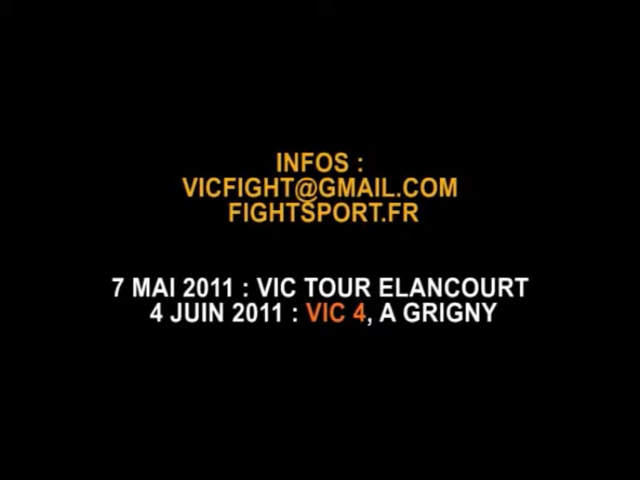 INFOS :
VICFIGHT@GMAIL.COM
FIGHTSPORT.FR
7 MAI 2011 : VIC TOUR ELANCOURT
4 JUIN 2011 : VIC 4, A GRIGNY